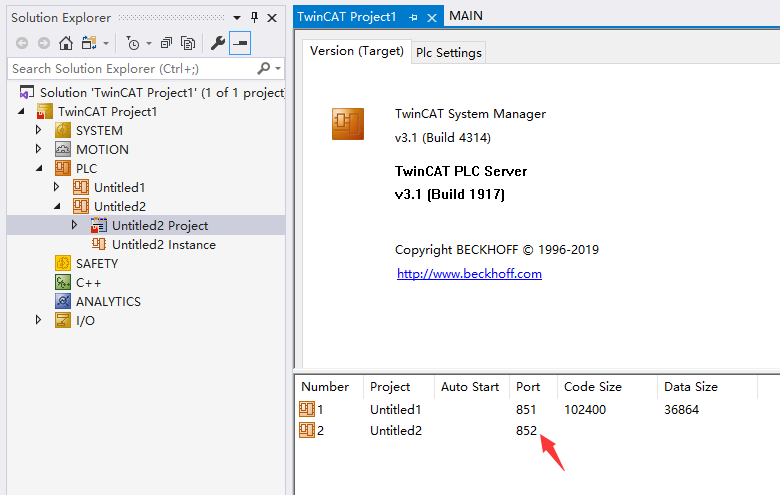 Solution Explorer
Search Solution Explorer (Ctrl+;)
Solution 'TwinCAT Project1' (1 of 1 project
TwinCAT Project1
SYSTEM
MOTION
PLC
Untitled1
Untitled2
Untitled2 Project
Untitled2 Instance
SAFETY
C++
ANALYTICS
I/O
TwinCAT Project1 MAIN
Version (Target) Plc Settings
TwinCAT System Manager
v3.1 (Build 4314)
TwinCAT PLC Server
v3.1 (Build 1917)
Copyright BECKHOFF © 1996-2019
http://www.beckhoff.com
Number Project Auto Start Port Code Size Data Size
1 Untitled1 851 102400 36864
2 Untitled2 852